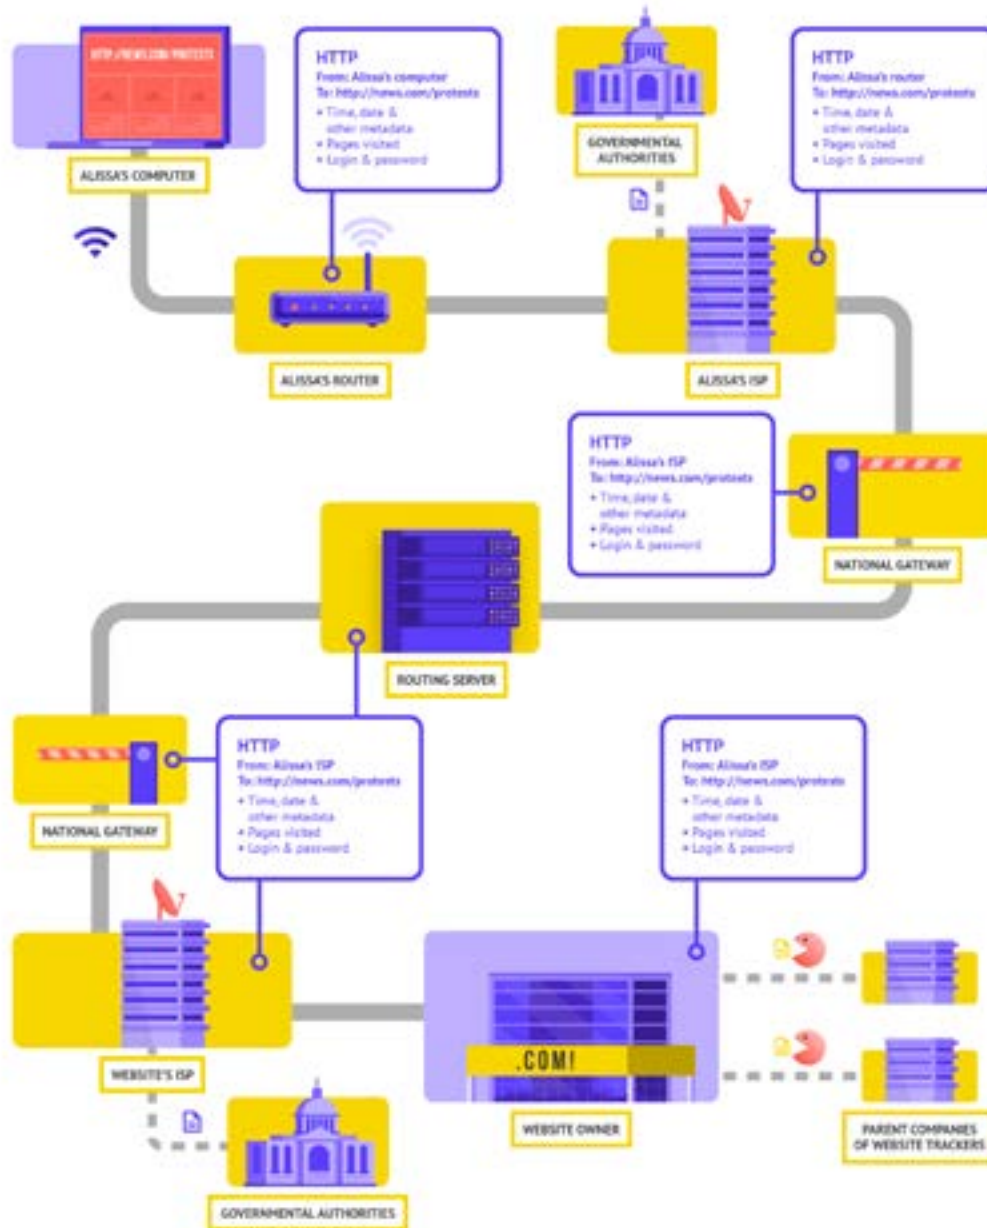 HTTP://NEWS.COM/PROTESTS
ALISSA'S COMPUTER
HTTP
From: Alissa's computer
To: http://news.com/protests
• Time, date &
other metadata
• Pages visited
• Login & password
ALISSA'S ROUTER
GOVERNMENTAL
AUTHORITIES
HTTP
From: Alissa's router
To: http://news.com/protests
• Time, date &
other metadata
• Pages visited
• Login & password
ALISSA'S ISP
HTTP
From: Alissa's ISP
To: http://news.com/protests
• Time, date &
other metadata
• Pages visited
• Login & password
NATIONAL GATEWAY
ROUTING SERVER
NATIONAL GATEWAY
HTTP
From: Alissa's ISP
To: http://news.com/protests
• Time, date &
other metadata
• Pages visited
• Login & password
HTTP
From: Alissa's ISP
To: http://news.com/protests
• Time, date &
other metadata
• Pages visited
• Login & password
WEBSITE'S ISP
.COM!
WEBSITE OWNER
PARENT COMPANIES
OF WEBSITE TRACKERS
GOVERNMENTAL AUTHORITIES